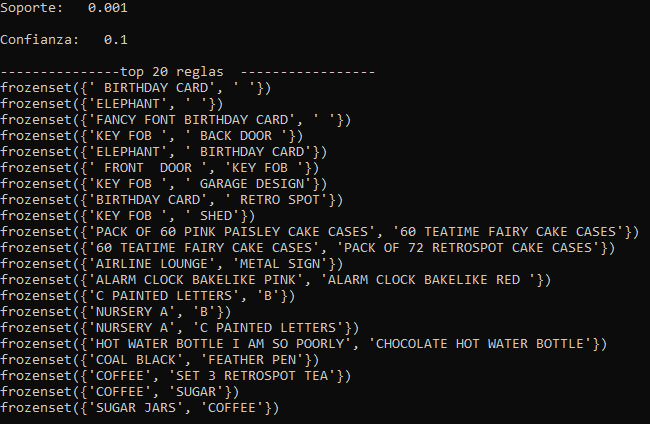 Soporte:   0.001
Confianza:   0.1
---------------top 20 reglas  -----------------
frozenset({' BIRTHDAY CARD', ' '})
frozenset({'ELEPHANT', ' '})
frozenset({'FANCY FONT BIRTHDAY CARD', ' '})
frozenset({'KEY FOB ', ' BACK DOOR '})
frozenset({'ELEPHANT', ' BIRTHDAY CARD'})
frozenset({' FRONT  DOOR ', 'KEY FOB '})
frozenset({'KEY FOB ', ' GARAGE DESIGN'})
frozenset({'BIRTHDAY CARD', ' RETRO SPOT'})
frozenset({'KEY FOB ', ' SHED'})
frozenset({'PACK OF 60 PINK PAISLEY CAKE CASES', '60 TEATIME FAIRY CAKE CASES'})
frozenset({'60 TEATIME FAIRY CAKE CASES', 'PACK OF 72 RETROSPOT CAKE CASES'})
frozenset({'AIRLINE LOUNGE', 'METAL SIGN'})
frozenset({'ALARM CLOCK BAKELIKE PINK', 'ALARM CLOCK BAKELIKE RED '})
frozenset({'C PAINTED LETTERS', 'B'})
frozenset({'NURSERY A', 'B'})
frozenset({'NURSERY A', 'C PAINTED LETTERS'})
frozenset({'HOT WATER BOTTLE I AM SO POORLY', 'CHOCOLATE HOT WATER BOTTLE'})
frozenset({'COAL BLACK', 'FEATHER PEN'})
frozenset({'COFFEE', 'SET 3 RETROSPOT TEA'})
frozenset({'COFFEE', 'SUGAR'})
frozenset({'SUGAR JARS', 'COFFEE'})